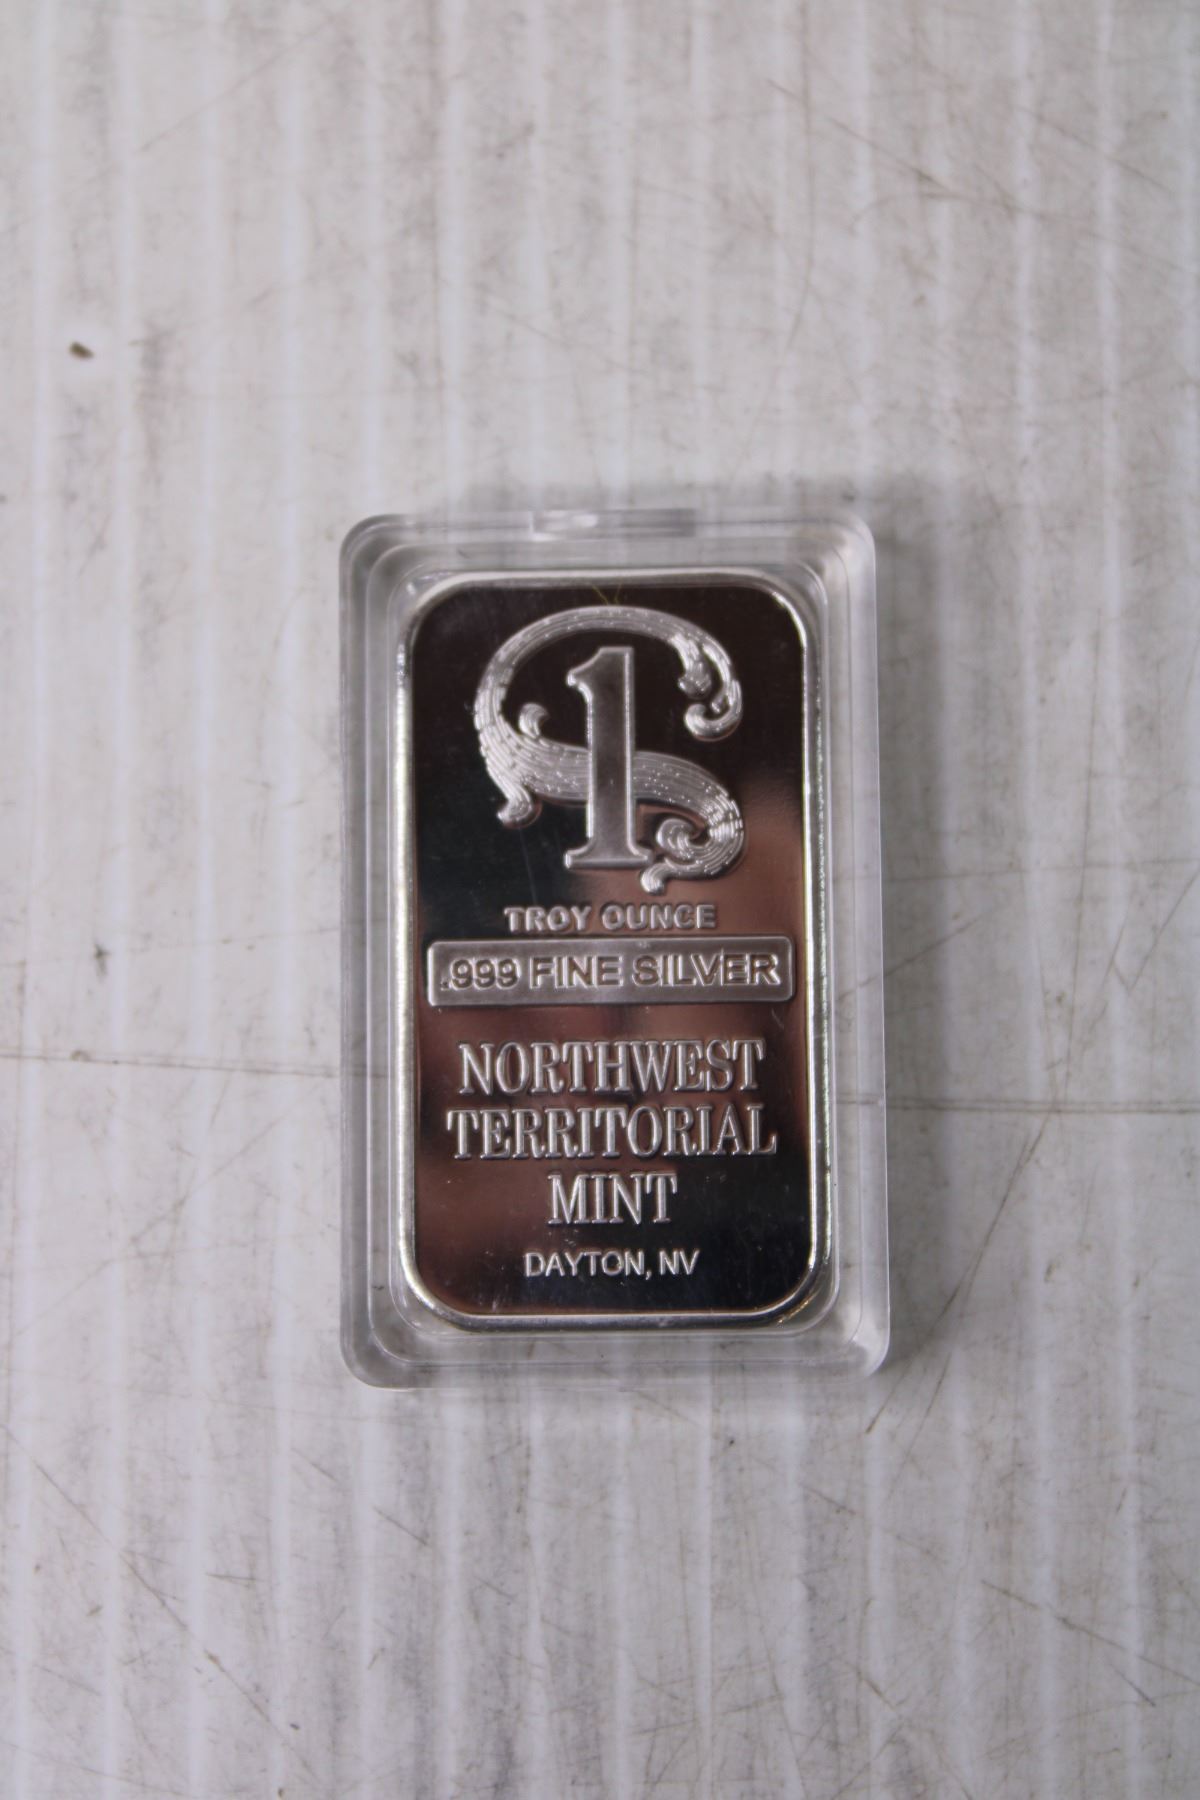 1
TROY OUNCE
.999 FINE SILVER
NORTHWEST
TERRITORIAL
MINT
DAYTON, NV